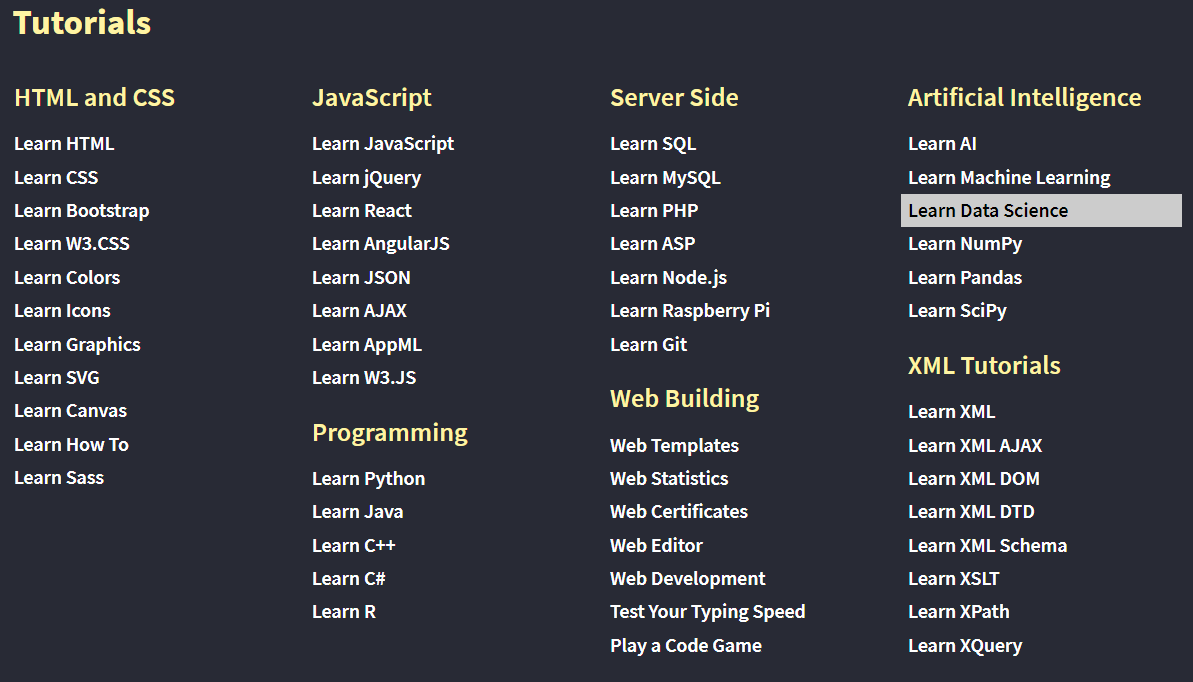 Tutorials
HTML and CSS
Learn HTML
Learn CSS
Learn Bootstrap
Learn W3.CSS
Learn Colors
Learn Icons
Learn Graphics
Learn SVG
Learn Canvas
Learn How To
Learn Sass
JavaScript
Learn JavaScript
Learn jQuery
Learn React
Learn AngularJS
Learn JSON
Learn AJAX
Learn AppML
Learn W3.JS
Programming
Learn Python
Learn Java
Learn C++
Learn C#
Learn R
Server Side
Learn SQL
Learn MySQL
Learn PHP
Learn ASP
Learn Node.js
Learn Raspberry Pi
Learn Git
Web Building
Web Templates
Web Statistics
Web Certificates
Web Editor
Web Development
Test Your Typing Speed
Play a Code Game
Artificial Intelligence
Learn AI
Learn Machine Learning
Learn Data Science
Learn NumPy
Learn Pandas
Learn SciPy
XML Tutorials
Learn XML
Learn XML AJAX
Learn XML DOM
Learn XML DTD
Learn XML Schema
Learn XSLT
Learn XPath
Learn XQuery